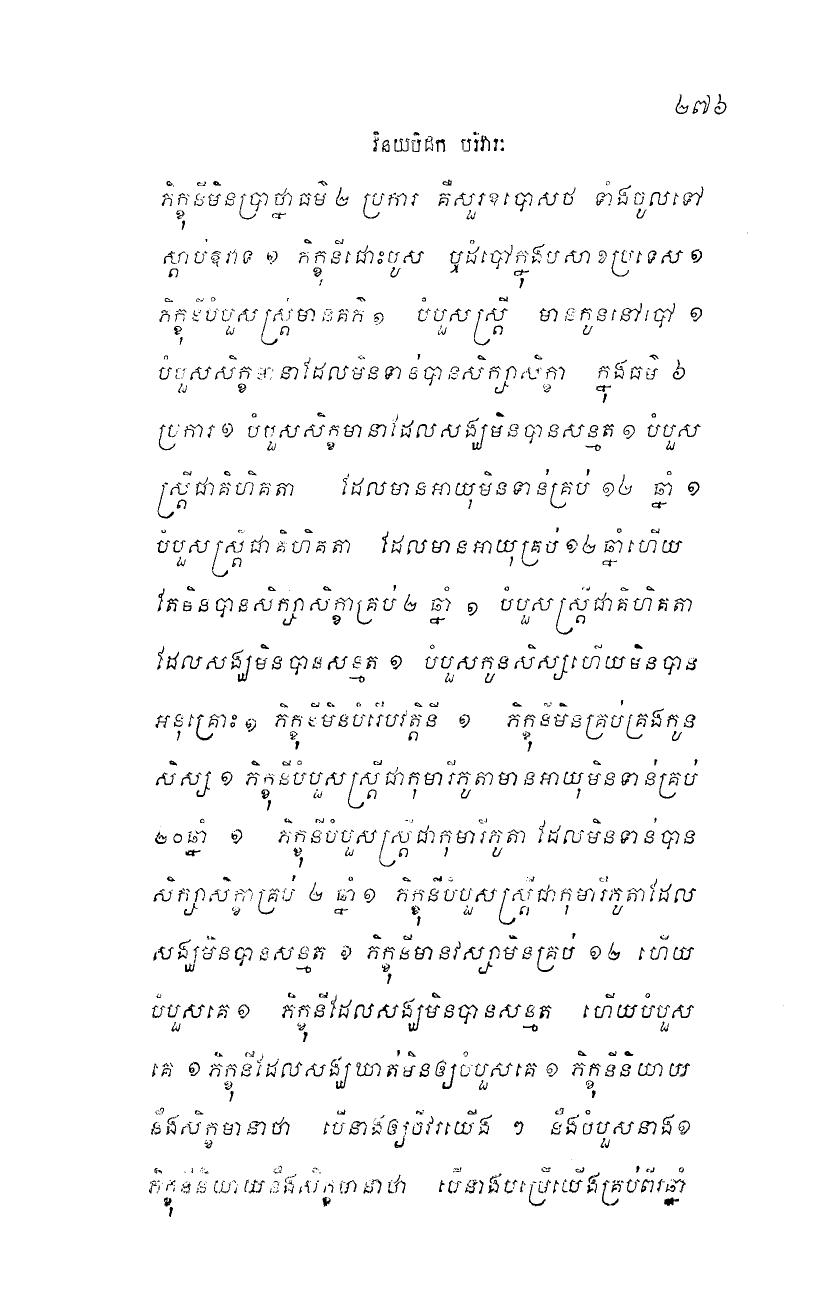 ២៧៦
វិនយបិដក បរិវារៈ
ភិក្ខុនីមិនប្រាថ្នាធម៌ ២ ប្រការ គឺសួរឧបោសថ ទាំងចូលទៅ
ស្តាប់ឱវាទ ១ ភិក្ខុនីជោះបូស ឬដំបៅក្នុងបសាខប្រទេស ១
ភិក្ខុនីបំបួសស្ត្រីមានគភ៌ ១ បំបួសស្ត្រី មានកូននៅបៅ ១
បំបួសសិក្ខមានាដែលមិនទាន់បានសិក្សាសិក្ខា ក្នុងធម៌ ៦
ប្រការ ១ បំបួសសិក្ខមានាដែលសង្ឃមិនបានសន្មត ១ បំបួស
ស្ត្រីជាគិហិគតា ដែលមានអាយុមិនទាន់គ្រប់ ១២ ឆ្នាំ ១
បំបួសស្ត្រីជាគិហិគតា ដែលមានអាយុគ្រប់ ១២ ឆ្នាំហើយ
តែមិនបានសិក្សាសិក្ខាគ្រប់ ២ ឆ្នាំ ១ បំបួសស្ត្រីជាគិហិគតា
ដែលសង្ឃមិនបានសន្មត ១ បំបួសកូនសិស្សហើយមិនបាន
អនុគ្រោះ ១ ភិក្ខុនីមិនបំរើបវត្តិនី ១ ភិក្ខុនីមិនគ្រប់គ្រងកូន
សិស្ស ១ ភិក្ខុនីបំបួសស្ត្រីជាកុមារីភូតាមានអាយុមិនទាន់គ្រប់
២០ឆ្នាំ ១ ភិក្ខុនីបំបួសស្ត្រីជាកុមារីភូតា ដែលមិនទាន់បាន
សិក្សាសិក្ខាគ្រប់ ២ ឆ្នាំ ១ ភិក្ខុនីបំបួសស្ត្រីជាកុមារីភូតាដែល
សង្ឃមិនបានសន្មត ១ ភិក្ខុនីមានវស្សាមិនគ្រប់ ១២ ហើយ
បំបួសគេ ១ ភិក្ខុនីដែលសង្ឃមិនបានសន្មត ហើយបំបួស
គេ ១ ភិក្ខុនីដែលសង្ឃឃាត់មិនឲ្យបំបួសគេ ១ ភិក្ខុនីនិយាយ
នឹងសិក្ខមានាថា បើនាងឲ្យចីវរយើង ៗ នឹងបំបួសនាង១
ភិក្ខុនីនិយាយនឹងសិក្ខមានាថា បើនាងបម្រើយើងគ្រប់ពីរឆ្នាំ